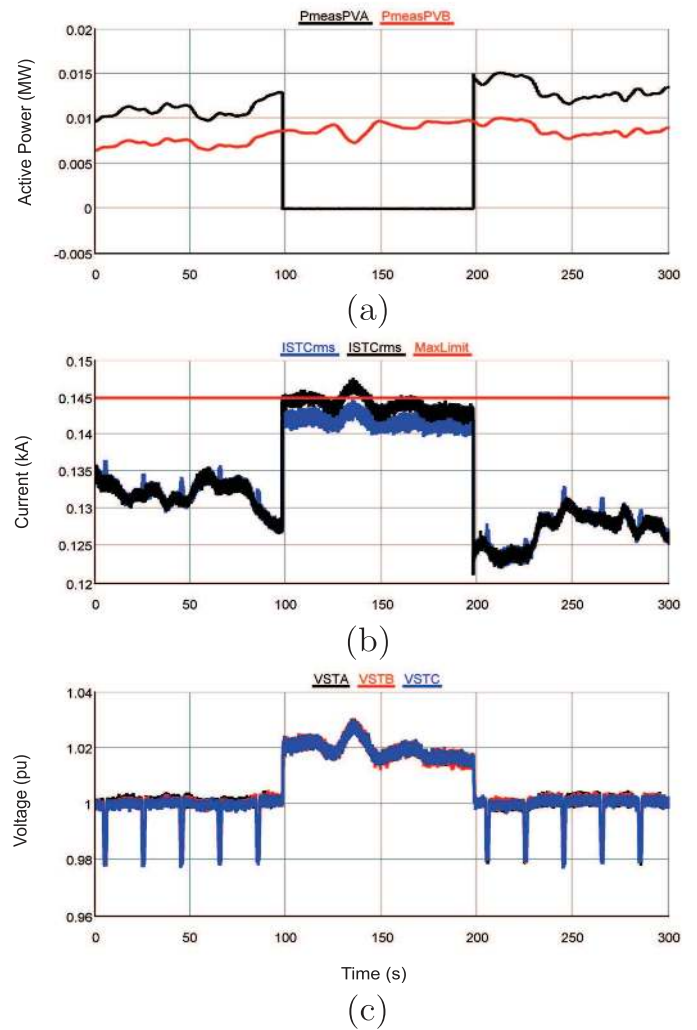 PmeasPVA PmeasPVB
Active Power (MW)
0.02
0.015
0.01
0.005
0
-0.005
0 50 100 150 200 250 300
(a)
ISTCrms ISTCrms MaxLimit
Current (kA)
0.15
0.145
0.14
0.135
0.13
0.125
0.12
0 50 100 150 200 250 300
(b)
VSTA VSTB VSTC
Voltage (pu)
1.04
1.02
1
0.98
0.96
0 50 100 150 200 250 300
Time (s)
(c)